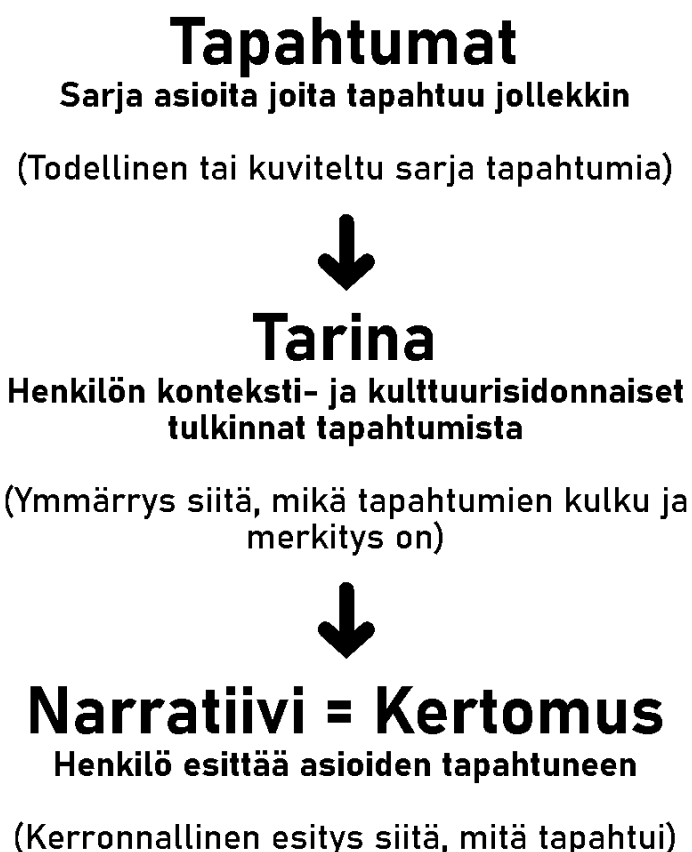 Tapahtumat
Sarja asioita joita tapahtuu jollekkin
(Todellinen tai kuviteltu sarja tapahtumia)
Tarina
Henkilön konteksti- ja kulttuurisidonnaiset
tulkinnat tapahtumista
(Ymmärrys siitä, mikä tapahtumien kulku ja
merkitys on)
Narratiivi = Kertomus
Henkilö esittää asioiden tapahtuneen
(Kerronnallinen esitys siitä, mitä tapahtui)